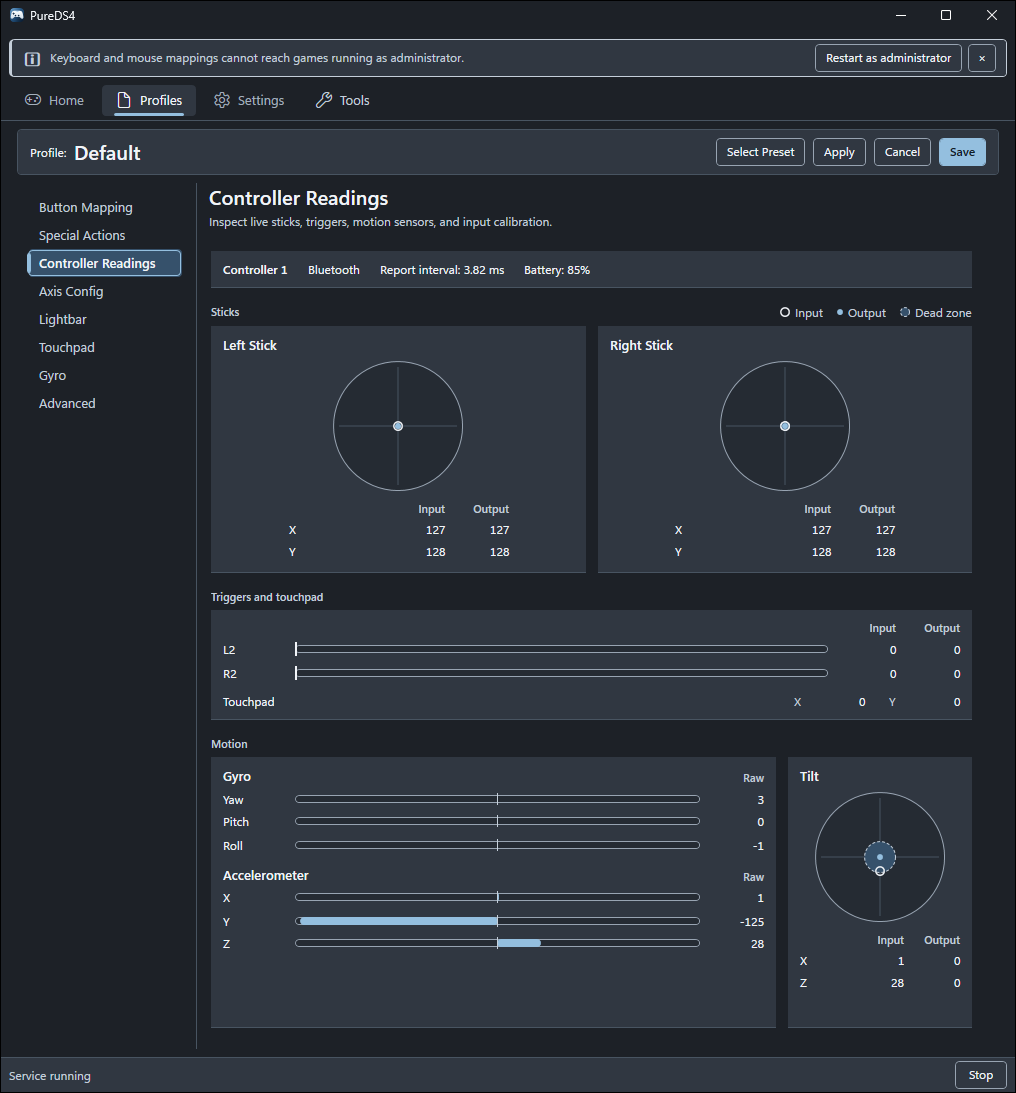 PureDS4
Keyboard and mouse mappings cannot reach games running as administrator. Restart as administrator ×
Home Profiles Settings Tools
Profile: Default Select Preset Apply Cancel Save
Button Mapping
Special Actions
Controller Readings
Axis Config
Lightbar
Touchpad
Gyro
Advanced
Controller Readings
Inspect live sticks, triggers, motion sensors, and input calibration.
Controller 1 Bluetooth Report interval: 3.82 ms Battery: 85%
Sticks Input Output Dead zone
Left Stick
Input Output
X 127 127
Y 128 128
Right Stick
Input Output
X 127 127
Y 128 128
Triggers and touchpad
Input Output
L2 0 0
R2 0 0
Touchpad X 0 Y 0
Motion
Gyro Raw
Yaw 3
Pitch 0
Roll -1
Accelerometer Raw
X 1
Y -125
Z 28
Tilt
Input Output
X 1 0
Z 28 0
Service running Stop